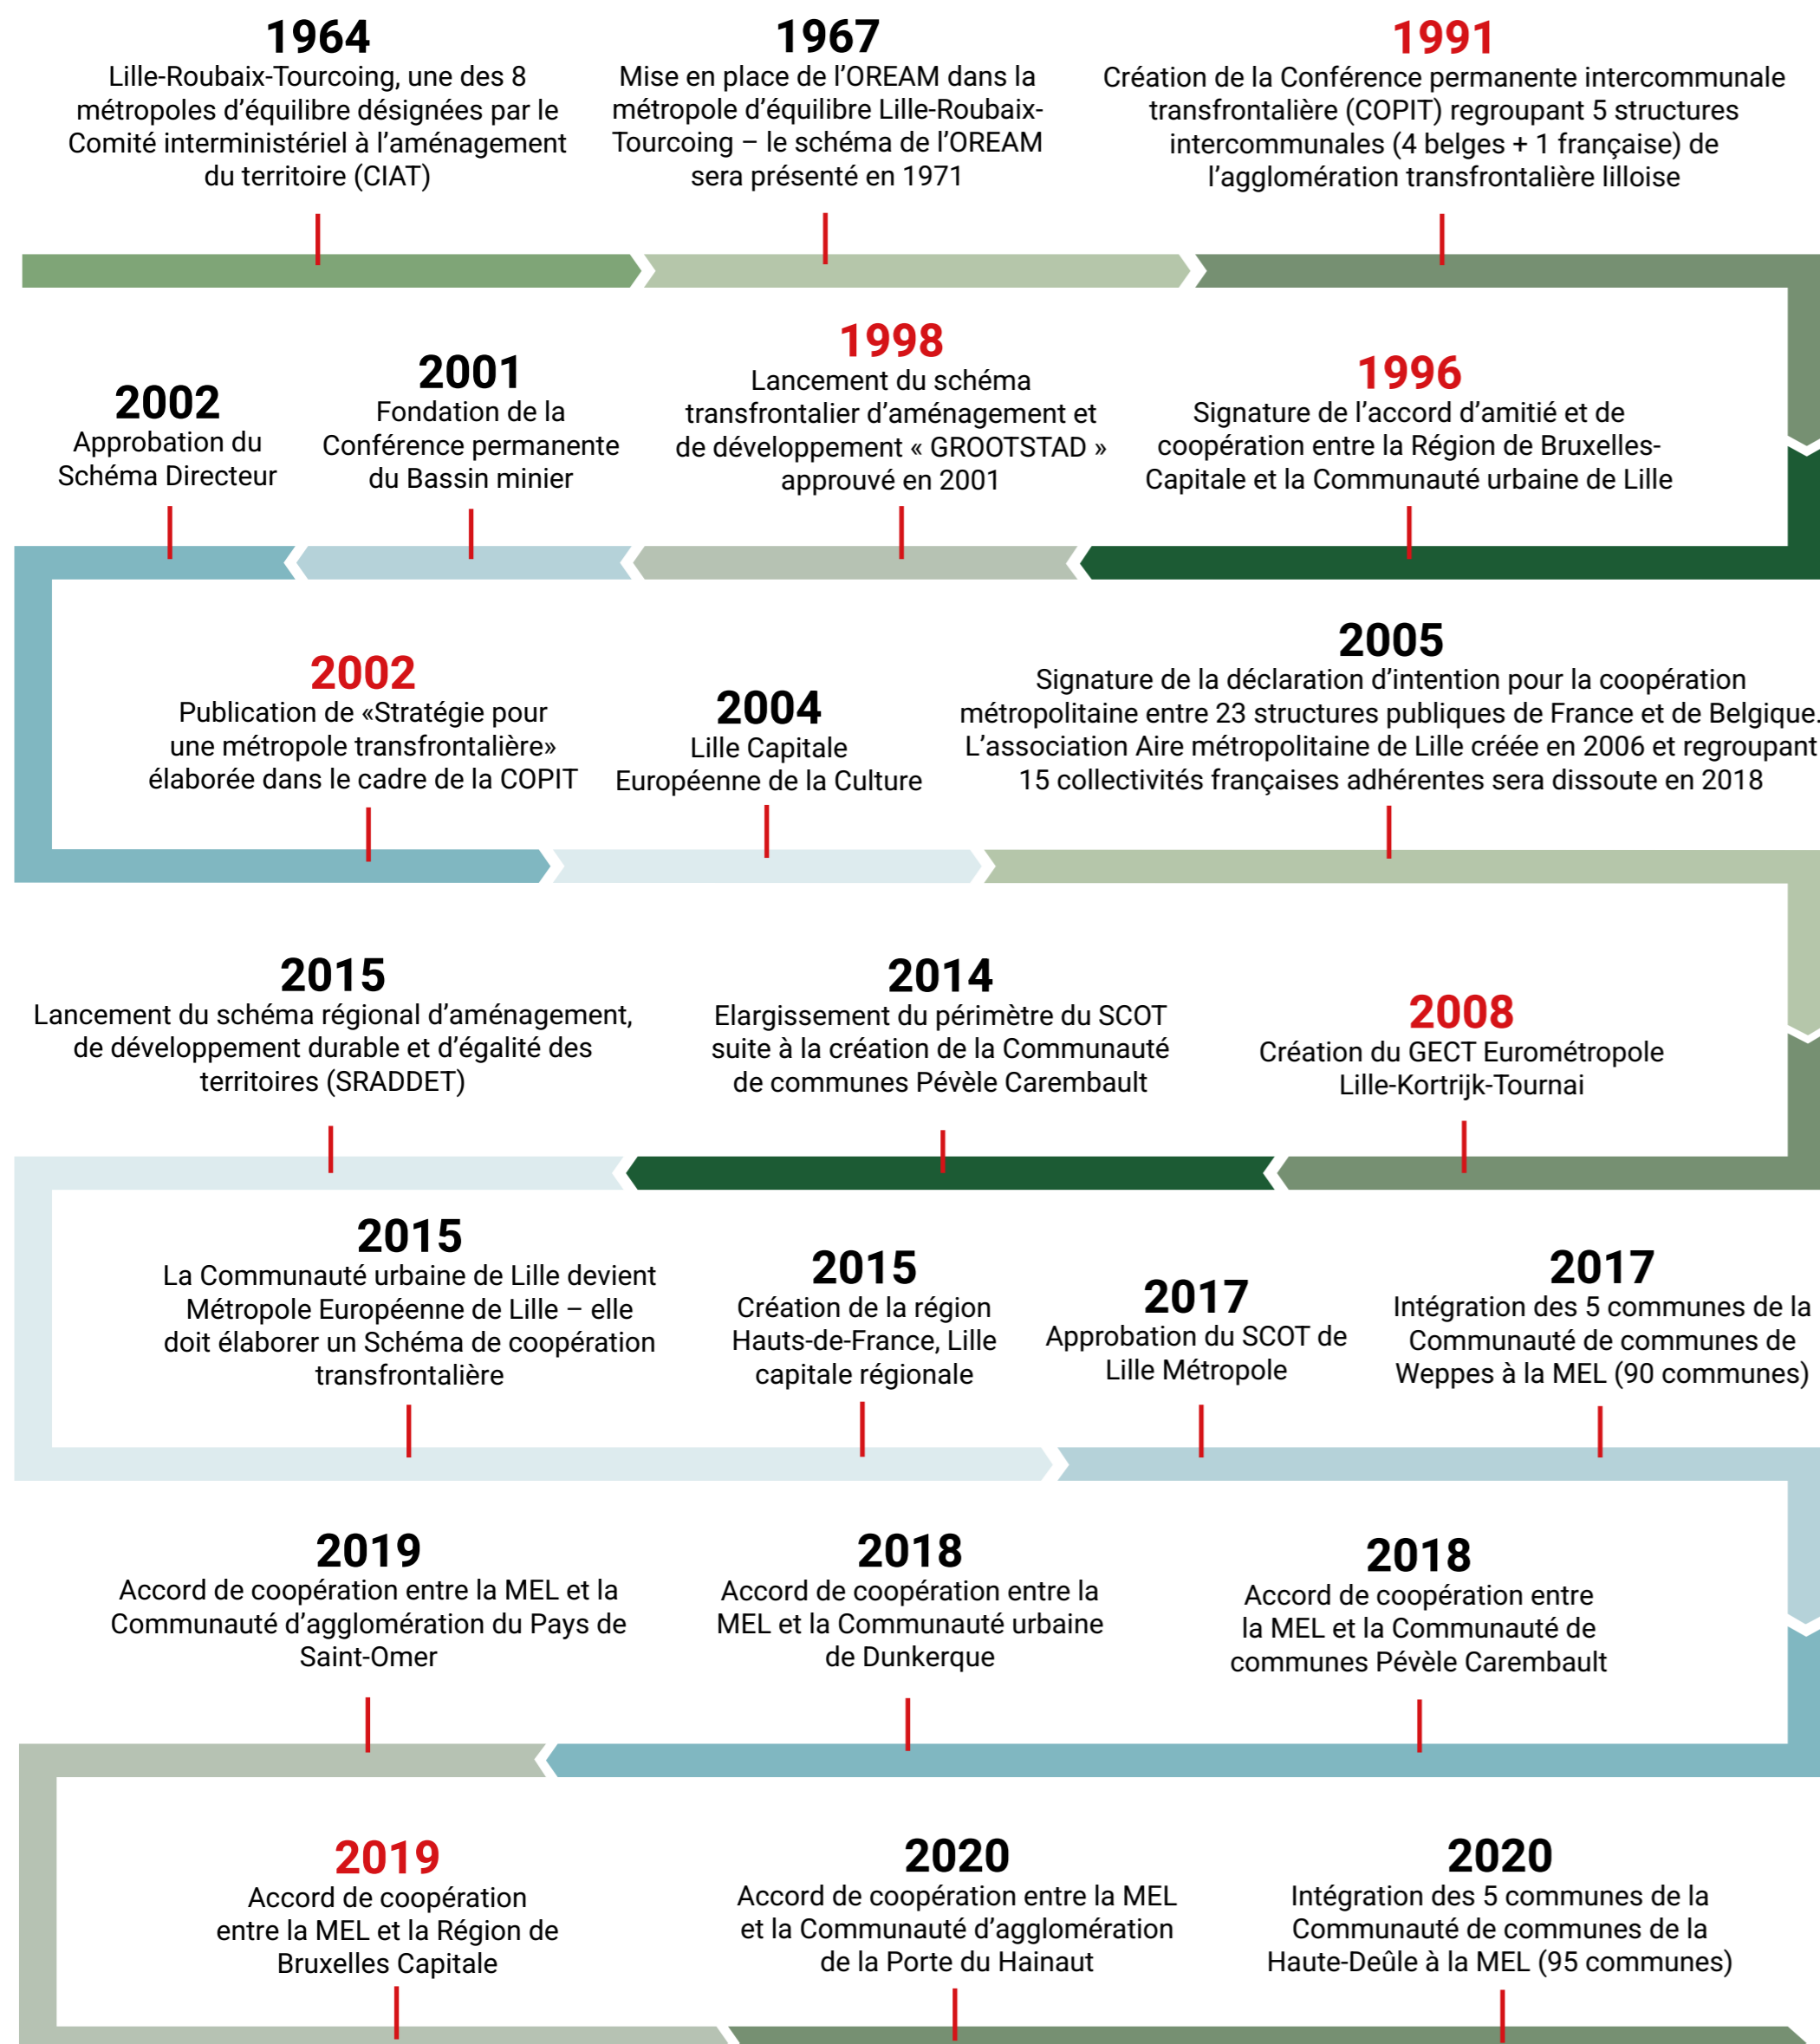 1964
Lille-Roubaix-Tourcoing, une des 8
métropoles d’équilibre désignées par le
Comité interministériel à l’aménagement
du territoire (CIAT)
1967
Mise en place de l’OREAM dans la
métropole d’équilibre Lille-Roubaix-
Tourcoing – le schéma de l’OREAM
sera présenté en 1971
1991
Création de la Conférence permanente intercommunale
transfrontalière (COPIT) regroupant 5 structures
intercommunales (4 belges + 1 française) de
l’agglomération transfrontalière lilloise
1996
Signature de l’accord d’amitié et de
coopération entre la Région de Bruxelles-
Capitale et la Communauté urbaine de Lille
1998
Lancement du schéma
transfrontalier d’aménagement et
de développement « GROOTSTAD »
approuvé en 2001
2001
Fondation de la
Conférence permanente
du Bassin minier
2002
Approbation du
Schéma Directeur
2002
Publication de «Stratégie pour
une métropole transfrontalière»
élaborée dans le cadre de la COPIT
2004
Lille Capitale
Européenne de la Culture
2005
Signature de la déclaration d’intention pour la coopération
métropolitaine entre 23 structures publiques de France et de Belgique.
L’association Aire métropolitaine de Lille créée en 2006 et regroupant
15 collectivités françaises adhérentes sera dissoute en 2018
2008
Création du GECT Eurométropole
Lille-Kortrijk-Tournai
2014
Elargissement du périmètre du SCOT
suite à la création de la Communauté
de communes Pévèle Carembault
2015
Lancement du schéma régional d’aménagement,
de développement durable et d’égalité des
territoires (SRADDET)
2015
La Communauté urbaine de Lille devient
Métropole Européenne de Lille – elle
doit élaborer un Schéma de coopération
transfrontalière
2015
Création de la région
Hauts-de-France, Lille
capitale régionale
2017
Approbation du SCOT de
Lille Métropole
2017
Intégration des 5 communes de la
Communauté de communes de
Weppes à la MEL (90 communes)
2018
Accord de coopération entre
la MEL et la Communauté de
communes Pévèle Carembault
2018
Accord de coopération entre la
MEL et la Communauté urbaine
de Dunkerque
2019
Accord de coopération entre la MEL et la
Communauté d’agglomération du Pays de
Saint-Omer
2019
Accord de coopération
entre la MEL et la Région de
Bruxelles Capitale
2020
Accord de coopération entre la MEL
et la Communauté d’agglomération
de la Porte du Hainaut
2020
Intégration des 5 communes de la
Communauté de communes de la
Haute-Deûle à la MEL (95 communes)